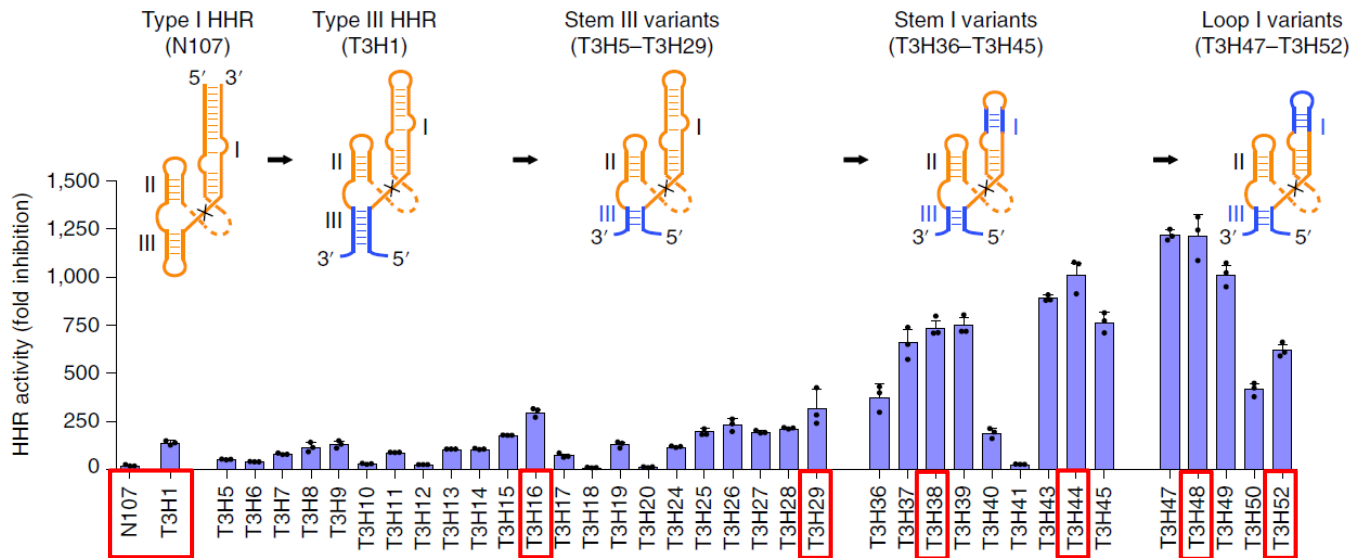 Type I HHR
(N107)
Type III HHR
(T3H1)
Stem III variants
(T3H5–T3H29)
Stem I variants
(T3H36–T3H45)
Loop I variants
(T3H47–T3H52)
5′ 3′
I
II
III
I
II
III
3′ 5′
I
II
III
3′ 5′
I
II
III
3′ 5′
I
II
III
3′ 5′
HHR activity (fold inhibition)
1,500
1,250
1,000
750
500
250
0
N107
T3H1
T3H5
T3H6
T3H7
T3H8
T3H9
T3H10
T3H11
T3H12
T3H13
T3H14
T3H15
T3H16
T3H17
T3H18
T3H19
T3H20
T3H24
T3H25
T3H26
T3H27
T3H28
T3H29
T3H36
T3H37
T3H38
T3H39
T3H40
T3H41
T3H43
T3H44
T3H45
T3H47
T3H48
T3H49
T3H50
T3H52